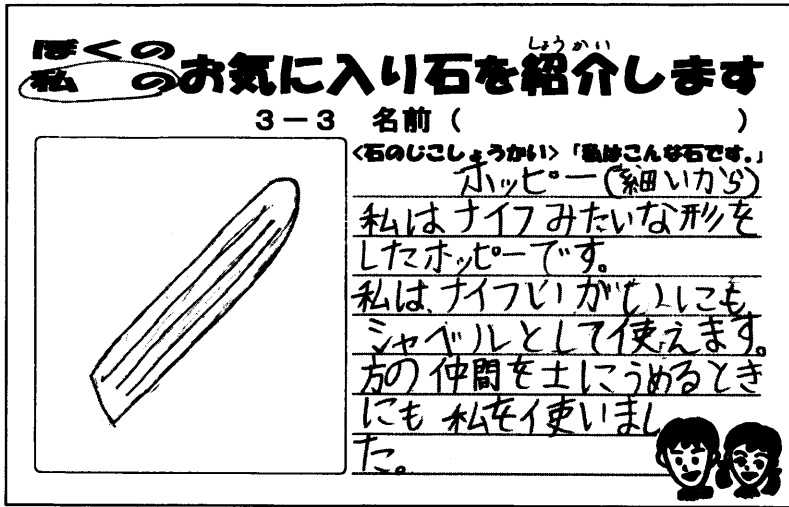 ぼくの
私 の お気に入り石を紹介します
しょうかい
3－3 名前（ ）
＜石のじこしょうかい＞「私はこんな石です。」
ホッピー(細いから)
私はナイフみたいな形を
したホッピーです。
私は、ナイフいがいにも
シャベルとして使えます。
方の仲間を土にうめるとき
にも 私を使いまし
た。